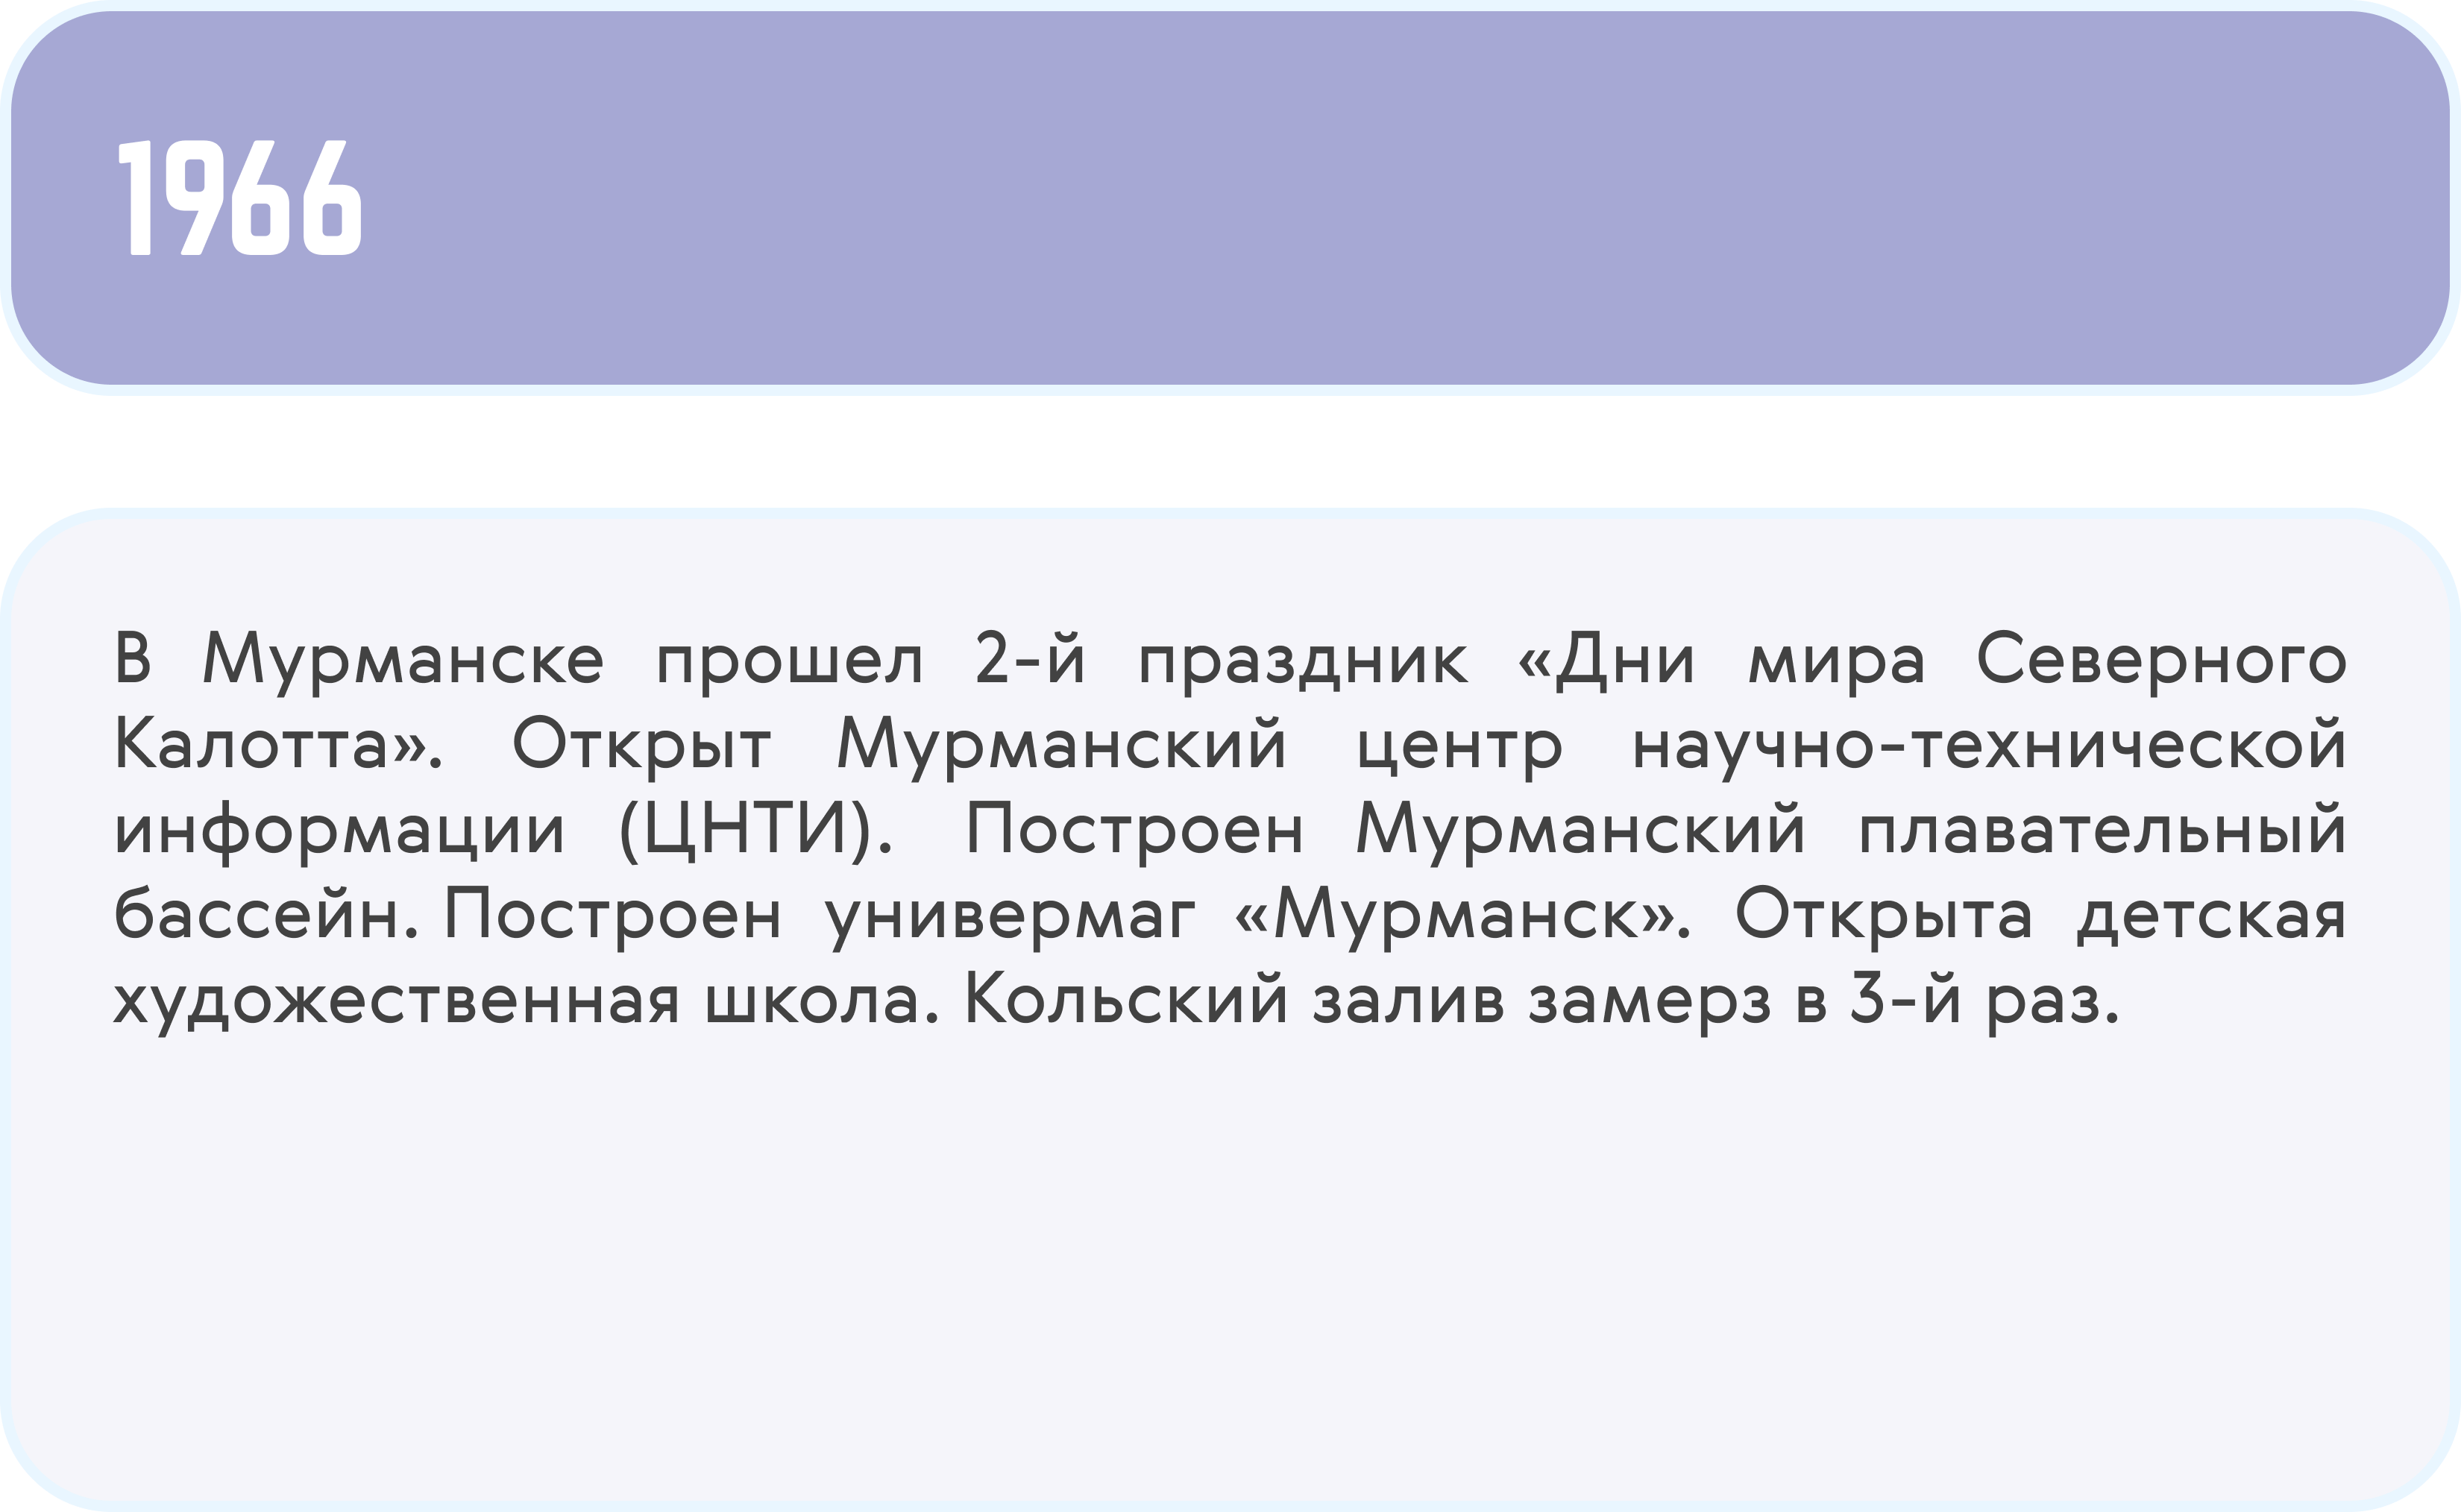 1966
В Мурманске прошел 2-й праздник «Дни мира Северного
Калотта». Открыт Мурманский центр научно-технической
информации (ЦНТИ). Построен Мурманский плавательный
бассейн. Построен универмаг «Мурманск». Открыта детская
художественная школа. Кольский залив замерз в 3-й раз.